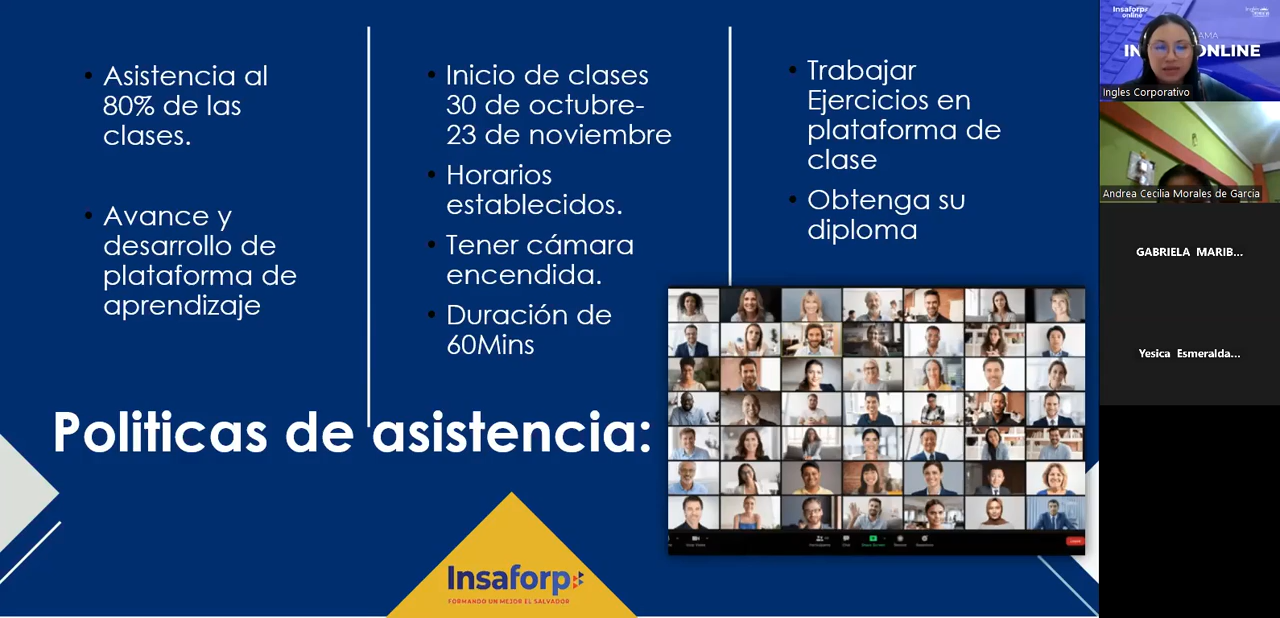 Asistencia al
80% de las
clases.
Avance y
desarrollo de
plataforma de
aprendizaje
Inicio de clases
30 de octubre-
23 de noviembre
Horarios
establecidos.
Tener cámara
encendida.
Duración de
60Mins
Trabajar
Ejercicios en
plataforma de
clase
Obtenga su
diploma
Politicas de asistencia:
Insaforp
FORMANDO UN MEJOR EL SALVADOR
Insaforp
online
ONLINE
Ingles Corporativo
Andrea Cecilia Morales de Garcia
GABRIELA MARIB...
Yesica Esmeralda...